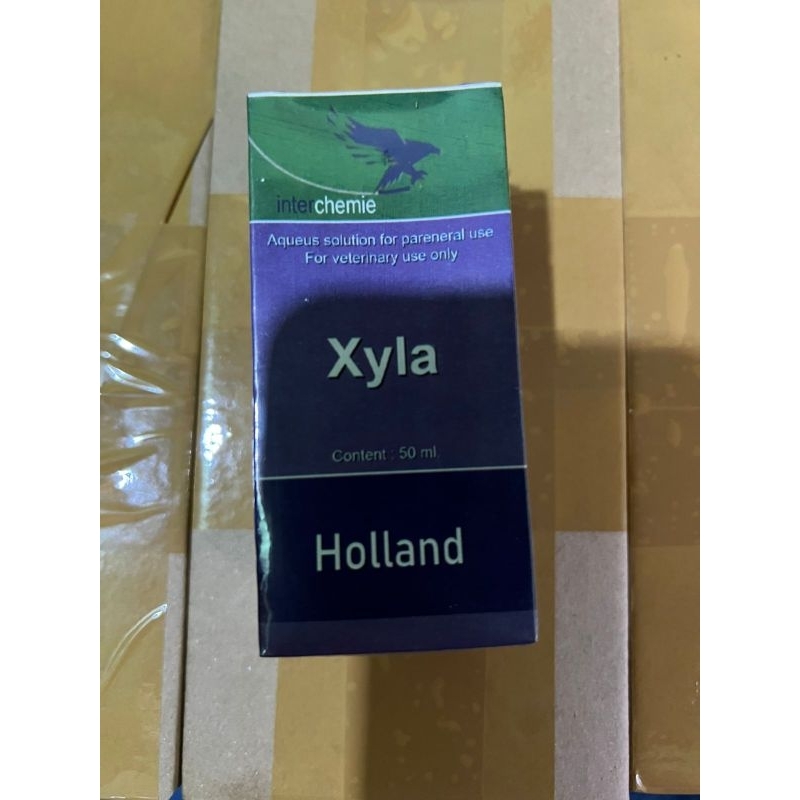 interchemie
Aqueus solution for pareneral use
For veterinary use only
Xyla
Content : 50 ml
Holland